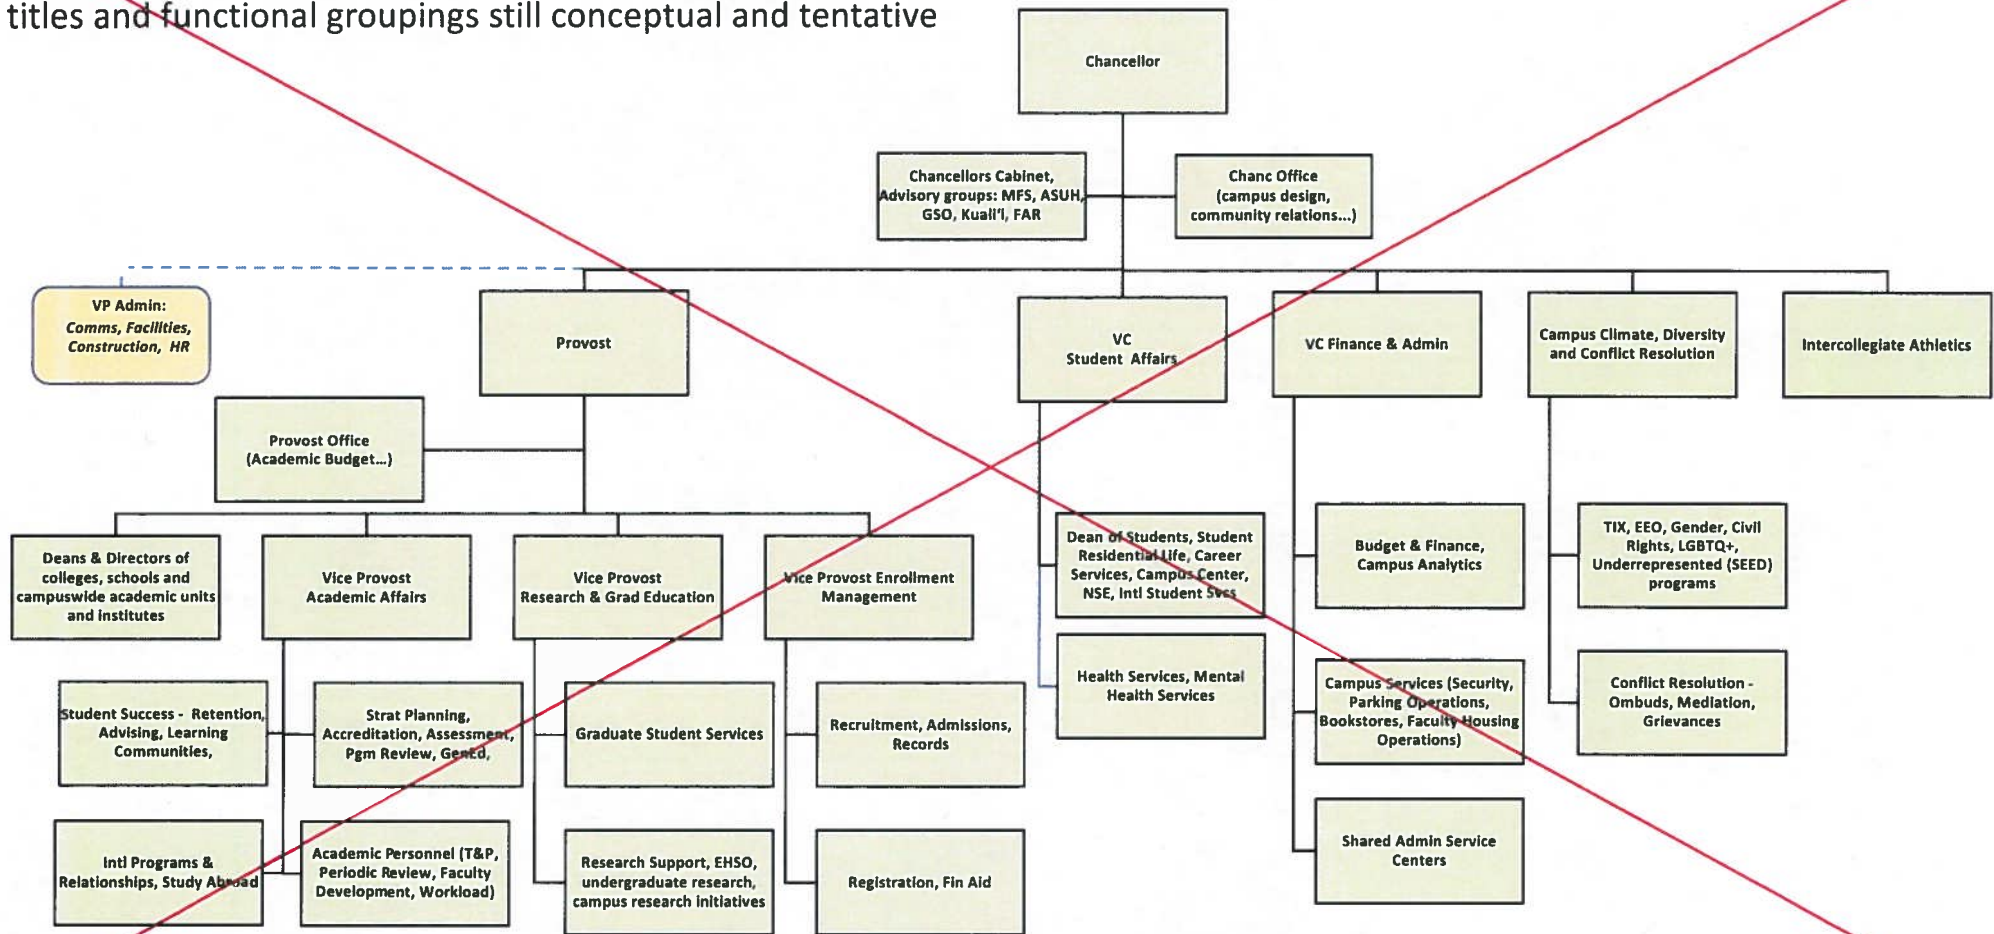 titles and functional groupings still conceptual and tentative
Chancellor
Chancellors Cabinet,
Advisory groups: MFS, ASUH,
GSO, Kuali'i, FAR
Chanc Office
(campus design,
community relations...)
VP Admin:
Comms, Facilities,
Construction, HR
Provost
VC
Student Affairs
VC Finance & Admin
Campus Climate, Diversity
and Conflict Resolution
Intercollegiate Athletics
Provost Office
(Academic Budget...)
Deans & Directors of
colleges, schools and
campuswide academic units
and institutes
Vice Provost
Academic Affairs
Vice Provost
Research & Grad Education
Vice Provost Enrollment
Management
Dean of Students, Student
Residential Life, Career
Services, Campus Center,
NSE, Intl Student Svcs
Budget & Finance,
Campus Analytics
TIX, EEO, Gender, Civil
Rights, LGBTQ+,
Underrepresented (SEED)
programs
Student Success - Retention,
Advising, Learning
Communities,
Strat Planning,
Accreditation, Assessment,
Pgm Review, GenEd,
Graduate Student Services
Recruitment, Admissions,
Records
Health Services, Mental
Health Services
Campus Services (Security,
Parking Operations,
Bookstores, Faculty Housing
Operations)
Conflict Resolution -
Ombuds, Mediation,
Grievances
Intl Programs &
Relationships, Study Abroad
Academic Personnel (T&P,
Periodic Review, Faculty
Development, Workload)
Research Support, EHSO,
undergraduate research,
campus research initiatives
Registration, Fin Aid
Shared Admin Service
Centers